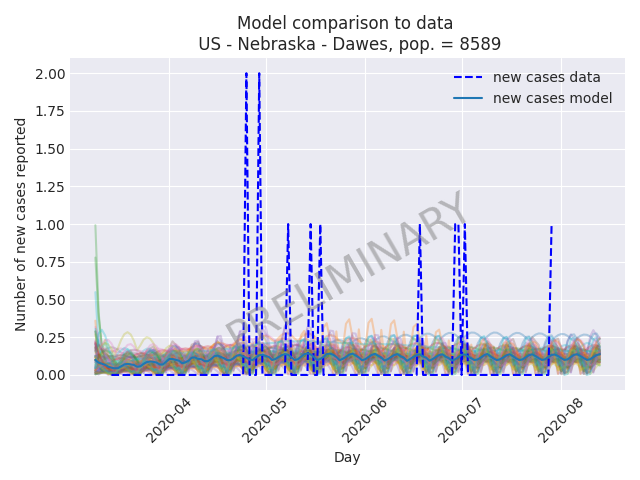 Model comparison to data
US - Nebraska - Dawes, pop. = 8589
new cases data
new cases model
Number of new cases reported
2.00
1.75
1.50
1.25
1.00
0.75
0.50
0.25
0.00
PRELIMINARY
2020-04
2020-05
2020-06
2020-07
2020-08
Day